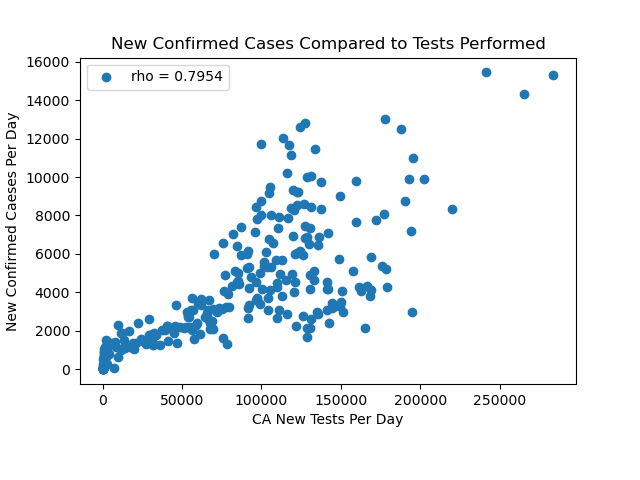 New Confirmed Cases Compared to Tests Performed
rho = 0.7954
New Confirmed Caeses Per Day
16000
14000
12000
10000
8000
6000
4000
2000
0
0 50000 100000 150000 200000 250000
CA New Tests Per Day